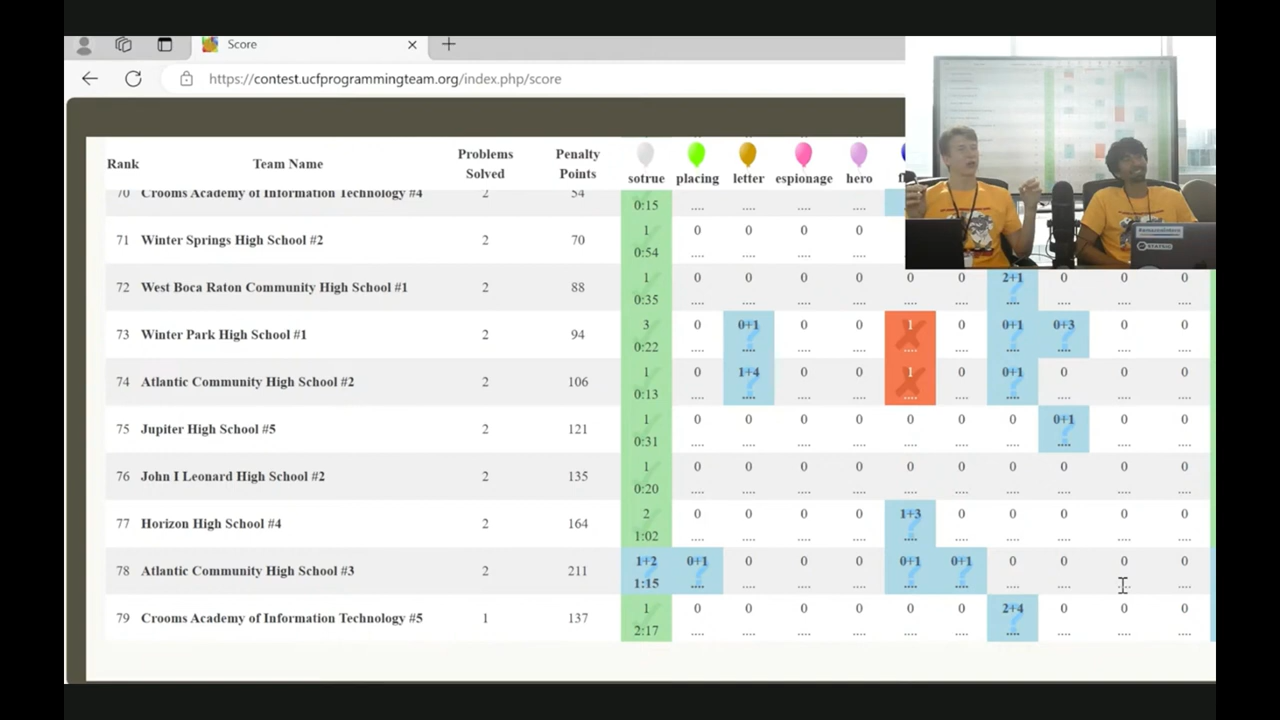 Score
https://contest.ucfprogrammingteam.org/index.php/score
Rank Team Name Problems Solved Penalty Points sotrue placing letter espionage hero
70 Crooms Academy of Information Technology #4 2 54
0:15 .... .... .... ....
71 Winter Springs High School #2 2 70 1 0 0 0 0
0:54 .... .... .... ....
72 West Boca Raton Community High School #1 2 88 1 0 0 0 0 0 0 2+1 0 0 0
0:35 .... .... .... .... .... .... .... .... .... ....
73 Winter Park High School #1 2 94 3 0 0+1 0 0 1 0 0+1 0+3 0 0
0:22 .... .... .... .... .... .... .... .... .... ....
74 Atlantic Community High School #2 2 106 1 0 1+4 0 0 1 0 0+1 0 0 0
0:13 .... .... .... .... .... .... .... .... .... ....
75 Jupiter High School #5 2 121 1 0 0 0 0 0 0 0 0+1 0 0
0:31 .... .... .... .... .... .... .... .... .... ....
76 John I Leonard High School #2 2 135 1 0 0 0 0 0 0 0 0 0 0
0:20 .... .... .... .... .... .... .... .... .... ....
77 Horizon High School #4 2 164 2 0 0 0 0 1+3 0 0 0 0 0
1:02 .... .... .... .... .... .... .... .... .... ....
78 Atlantic Community High School #3 2 211 1+2 0+1 0 0 0 0+1 0+1 0 0 0 0
1:15 .... .... .... .... .... .... .... .... .... ....
79 Crooms Academy of Information Technology #5 1 137 1 0 0 0 0 0 0 2+4 0 0 0
2:17 .... .... .... .... .... .... .... .... .... ....